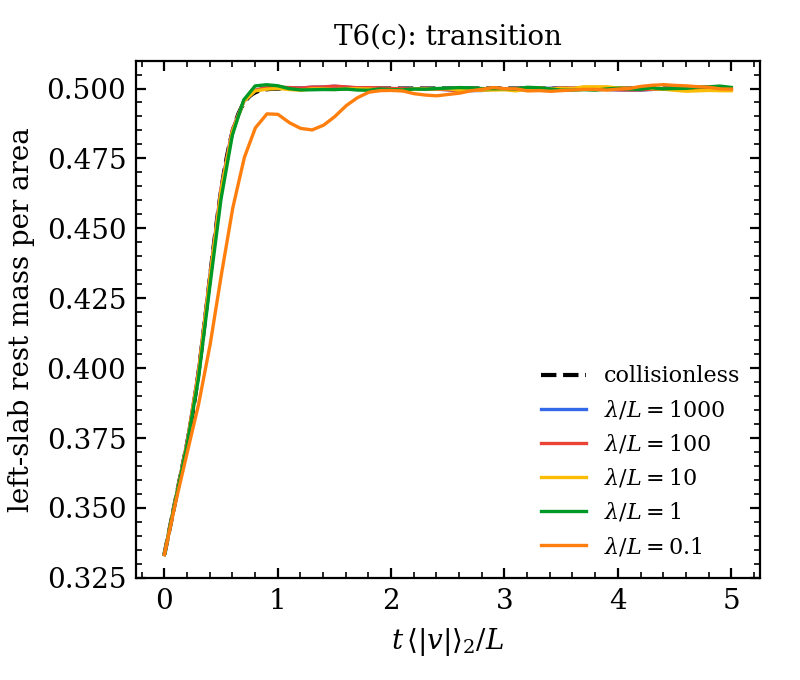 T6(c): transition
left-slab rest mass per area
0.500
0.475
0.450
0.425
0.400
0.375
0.350
0.325
collisionless
λ/L = 1000
λ/L = 100
λ/L = 10
λ/L = 1
λ/L = 0.1
0 1 2 3 4 5
t⟨|v|⟩₂/L